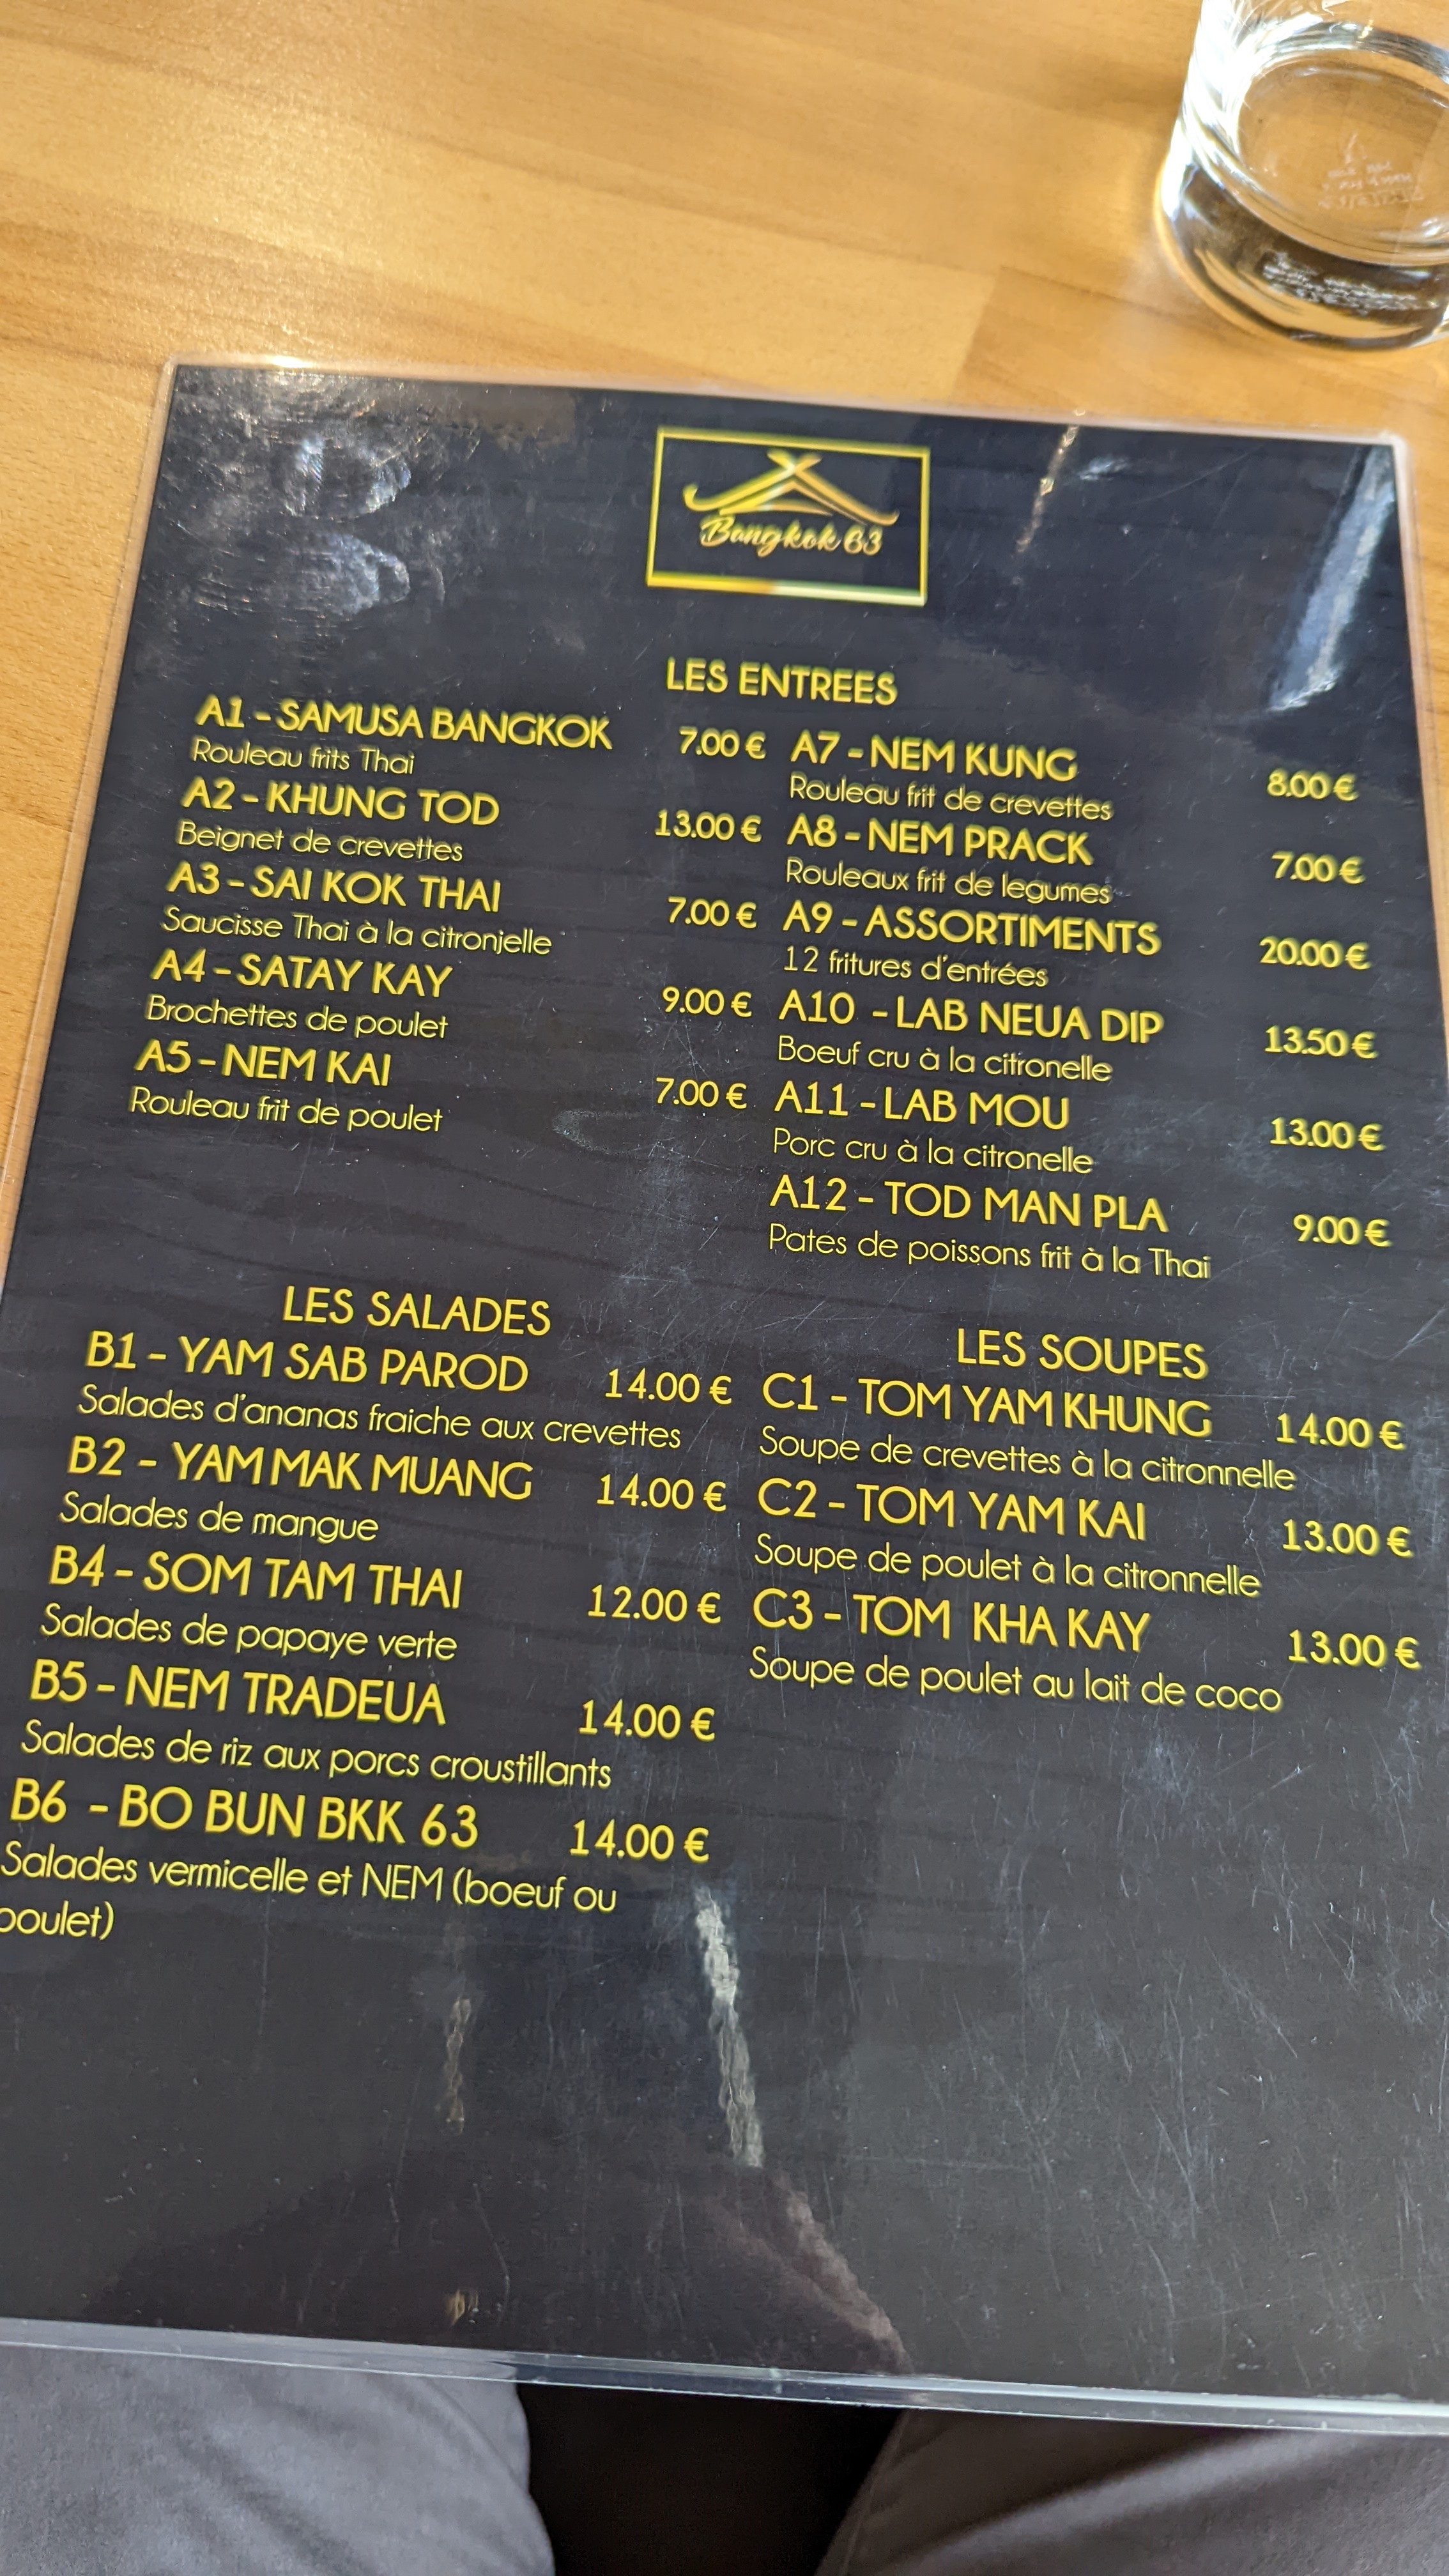 Bangkok 63
LES ENTREES
A1 - SAMUSA BANGKOK 7.00 €
Rouleau frits Thai
A2 - KHUNG TOD 13.00 €
Beignet de crevettes
A3 - SAI KOK THAI 7.00 €
Saucisse Thai à la citronjelle
A4 - SATAY KAY 9.00 €
Brochettes de poulet
A5 - NEM KAI 7.00 €
Rouleau frit de poulet
A7 - NEM KUNG 8.00 €
Rouleau frit de crevettes
A8 - NEM PRACK 7.00 €
Rouleaux frit de legumes
A9 - ASSORTIMENTS 20.00 €
12 fritures d'entrées
A10 - LAB NEUA DIP 13.50 €
Boeuf cru à la citronelle
A11 - LAB MOU 13.00 €
Porc cru à la citronelle
A12 - TOD MAN PLA 9.00 €
Pates de poissons frit à la Thai
LES SALADES
B1 - YAM SAB PAROD 14.00 €
Salades d'ananas fraiche aux crevettes
B2 - YAM MAK MUANG 14.00 €
Salades de mangue
B4 - SOM TAM THAI 12.00 €
Salades de papaye verte
B5 - NEM TRADEUA 14.00 €
Salades de riz aux porcs croustillants
B6 - BO BUN BKK 63 14.00 €
Salades vermicelle et NEM (boeuf ou
poulet)
LES SOUPES
C1 - TOM YAM KHUNG 14.00 €
Soupe de crevettes à la citronnelle
C2 - TOM YAM KAI 13.00 €
Soupe de poulet à la citronnelle
C3 - TOM KHA KAY 13.00 €
Soupe de poulet au lait de coco